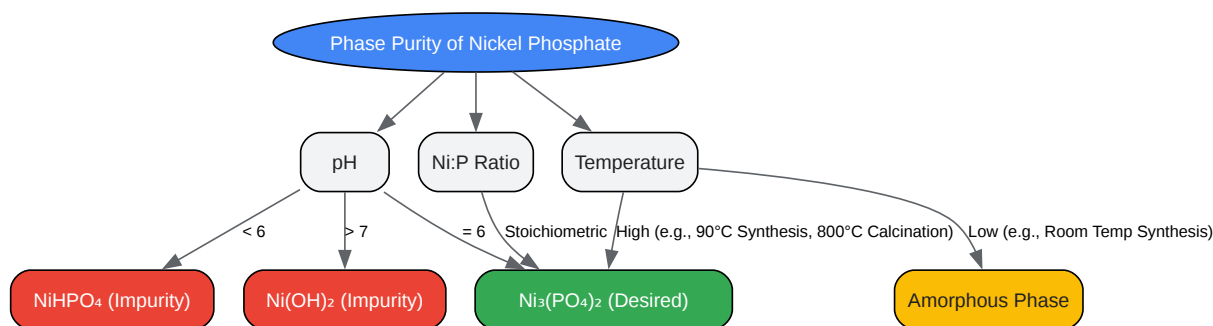 Phase Purity of Nickel Phosphate
pH
Ni:P Ratio
Temperature
< 6
> 7
= 6
Stoichiometric
High (e.g., 90°C Synthesis, 800°C Calcination)
Low (e.g., Room Temp Synthesis)
NiHPO₄ (Impurity)
Ni(OH)₂ (Impurity)
Ni₃(PO₄)₂ (Desired)
Amorphous Phase